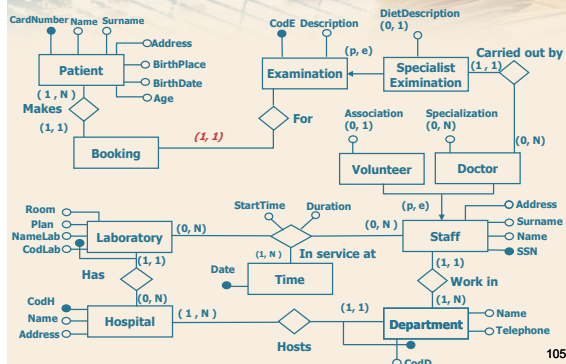 CardNumber Name Surname
Address
Patient
BirthPlace
BirthDate
Age
(1 , N)
Makes
(1, 1)
Booking
(1, 1)
CodE Description
(p, e)
Examination
For
DietDescription
(0, 1)
Specialist
Eximination
Carried out by
(1, 1)
(0, N)
Association
(0, 1)
Specialization
(0, N)
Volunteer
Doctor
(p, e)
Room
Plan
NameLab
CodLab
Laboratory
(0, N)
StartTime
Duration
(0, N)
In service at
(1, N)
Date
Time
Address
Surname
Name
SSN
Staff
(1, 1)
Has
(0, N)
(1, 1)
Work in
(1, N)
CodH
Name
Address
Hospital
(1 , N )
Hosts
(1, 1)
Department
Name
Telephone
CodD
105